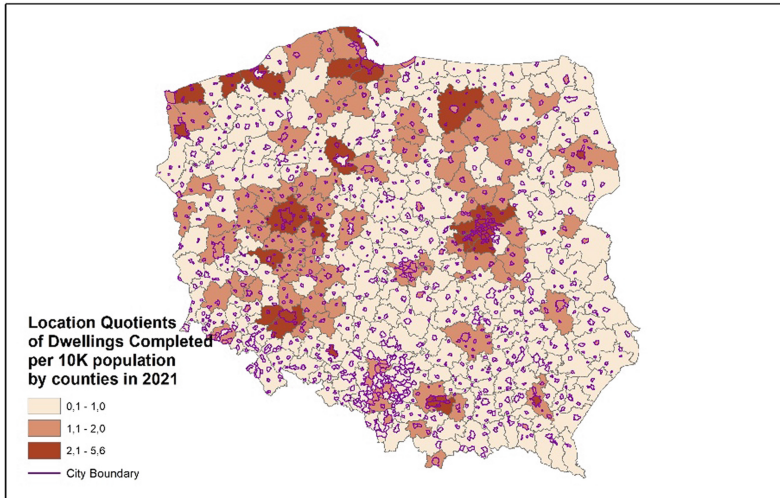 Location Quotients
of Dwellings Completed
per 10K population
by counties in 2021
0,1 - 1,0
1,1 - 2,0
2,1 - 5,6
City Boundary